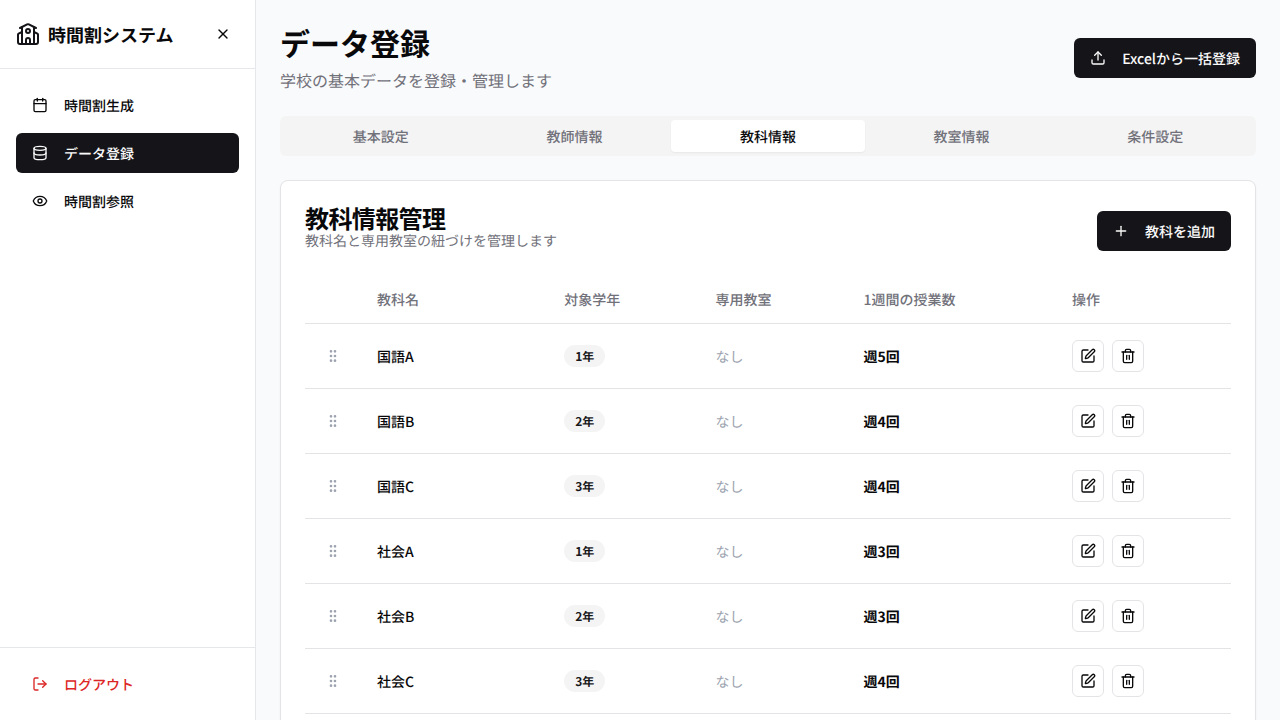 時間割システム
時間割生成
データ登録
時間割参照
ログアウト
データ登録
学校の基本データを登録・管理します
Excelから一括登録
基本設定 教師情報 教科情報 教室情報 条件設定
教科情報管理
教科名と専用教室の紐づけを管理します
教科を追加
教科名 対象学年 専用教室 1週間の授業数 操作
国語A 1年 なし 週5回
国語B 2年 なし 週4回
国語C 3年 なし 週4回
社会A 1年 なし 週3回
社会B 2年 なし 週3回
社会C 3年 なし 週4回